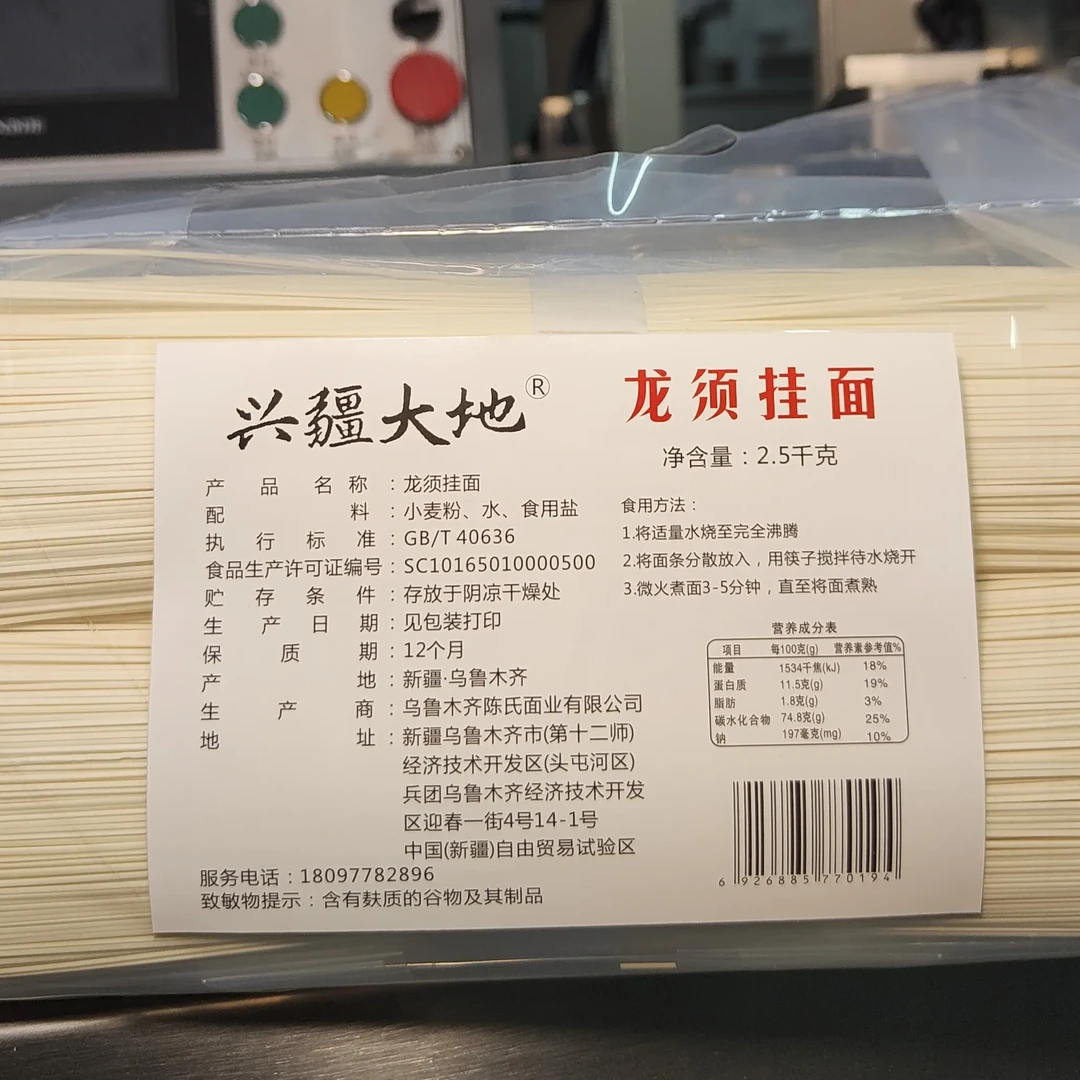 兴疆大地®
龙须挂面
净含量：2.5千克
产品名称：龙须挂面
配料：小麦粉、水、食用盐
执行标准：GB/T 40636
食品生产许可证编号：SC10165010000500
贮存条件：存放于阴凉干燥处
生产日期：见包装打印
保质期：12个月
产地：新疆·乌鲁木齐
生产商：乌鲁木齐陈氏面业有限公司
地址：新疆乌鲁木齐市(第十二师)
经济技术开发区(头屯河区)
兵团乌鲁木齐经济技术开发
区迎春一街4号14-1号
中国(新疆)自由贸易试验区
服务电话：18097782896
致敏物提示：含有麸质的谷物及其制品
食用方法：
1.将适量水烧至完全沸腾
2.将面条分散放入，用筷子搅拌待水烧开
3.微火煮面3-5分钟，直至将面煮熟
营养成分表
项目 每100克(g) 营养素参考值%
能量 1534千焦(kJ) 18%
蛋白质 11.5克(g) 19%
脂肪 1.8克(g) 3%
碳水化合物 74.8克(g) 25%
钠 197毫克(mg) 10%
6 926885 770194